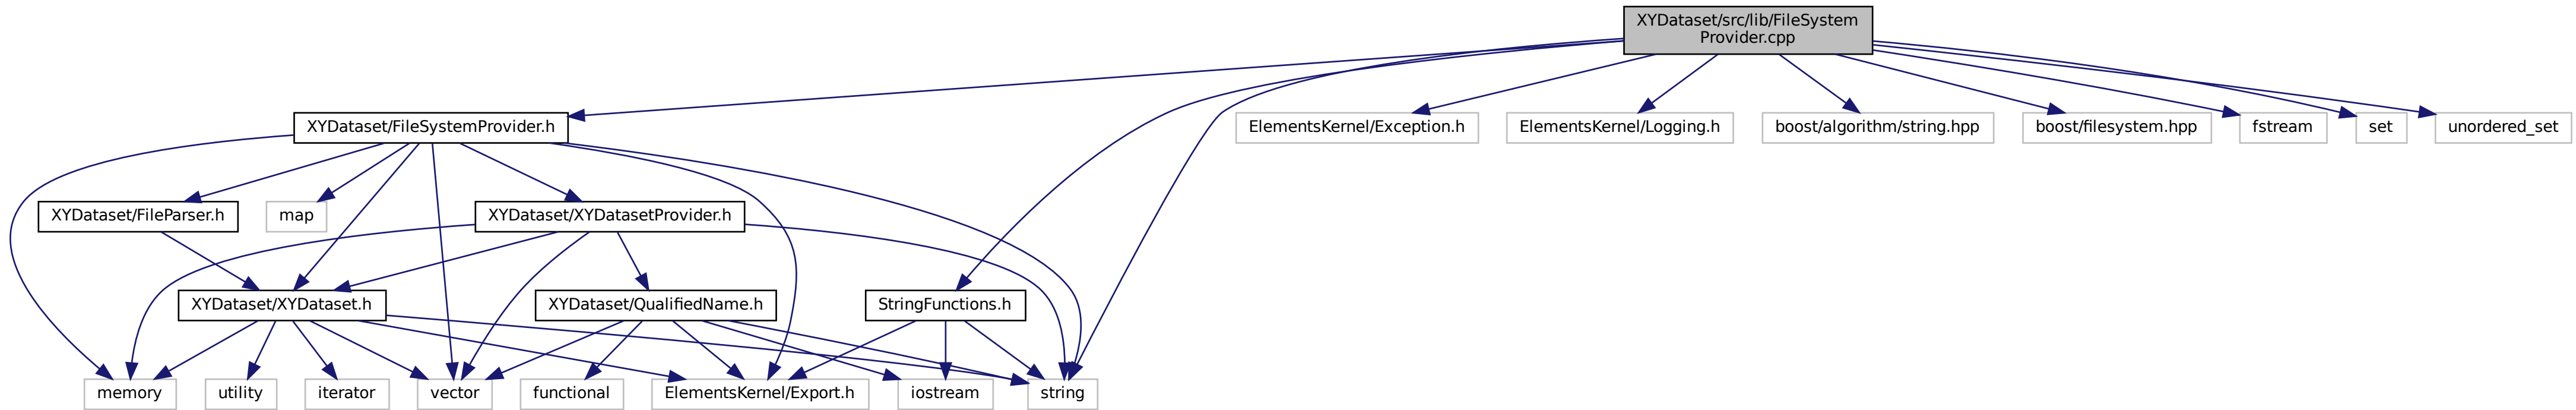 XYDataset/src/lib/FileSystem
Provider.cpp
XYDataset/FileSystemProvider.h
ElementsKernel/Exception.h
ElementsKernel/Logging.h
boost/algorithm/string.hpp
boost/filesystem.hpp
fstream
set
unordered_set
XYDataset/FileParser.h
map
XYDataset/XYDatasetProvider.h
XYDataset/XYDataset.h
XYDataset/QualifiedName.h
StringFunctions.h
memory
utility
iterator
vector
functional
ElementsKernel/Export.h
iostream
string